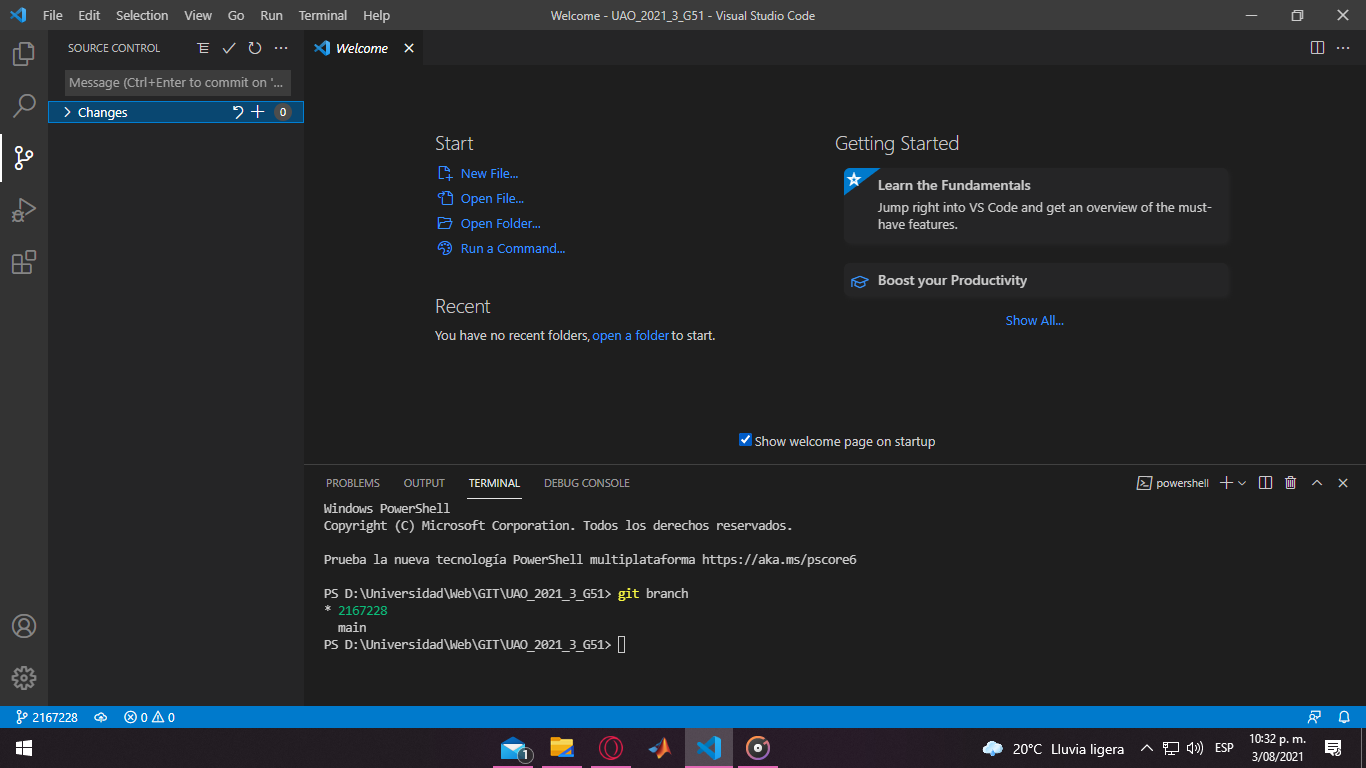 File Edit Selection View Go Run Terminal Help
Welcome - UAO_2021_3_G51 - Visual Studio Code
SOURCE CONTROL
Message (Ctrl+Enter to commit on '...
Changes 0
Welcome
Start
New File...
Open File...
Open Folder...
Run a Command...
Recent
You have no recent folders, open a folder to start.
Getting Started
Learn the Fundamentals
Jump right into VS Code and get an overview of the must-
have features.
Boost your Productivity
Show All...
Show welcome page on startup
PROBLEMS OUTPUT TERMINAL DEBUG CONSOLE
powershell
Windows PowerShell
Copyright (C) Microsoft Corporation. Todos los derechos reservados.
Prueba la nueva tecnología PowerShell multiplataforma https://aka.ms/pscore6
PS D:\Universidad\Web\GIT\UAO_2021_3_G51> git branch
* 2167228
main
PS D:\Universidad\Web\GIT\UAO_2021_3_G51>
2167228 0 0
1
20°C Lluvia ligera
ESP
10:32 p. m.
3/08/2021